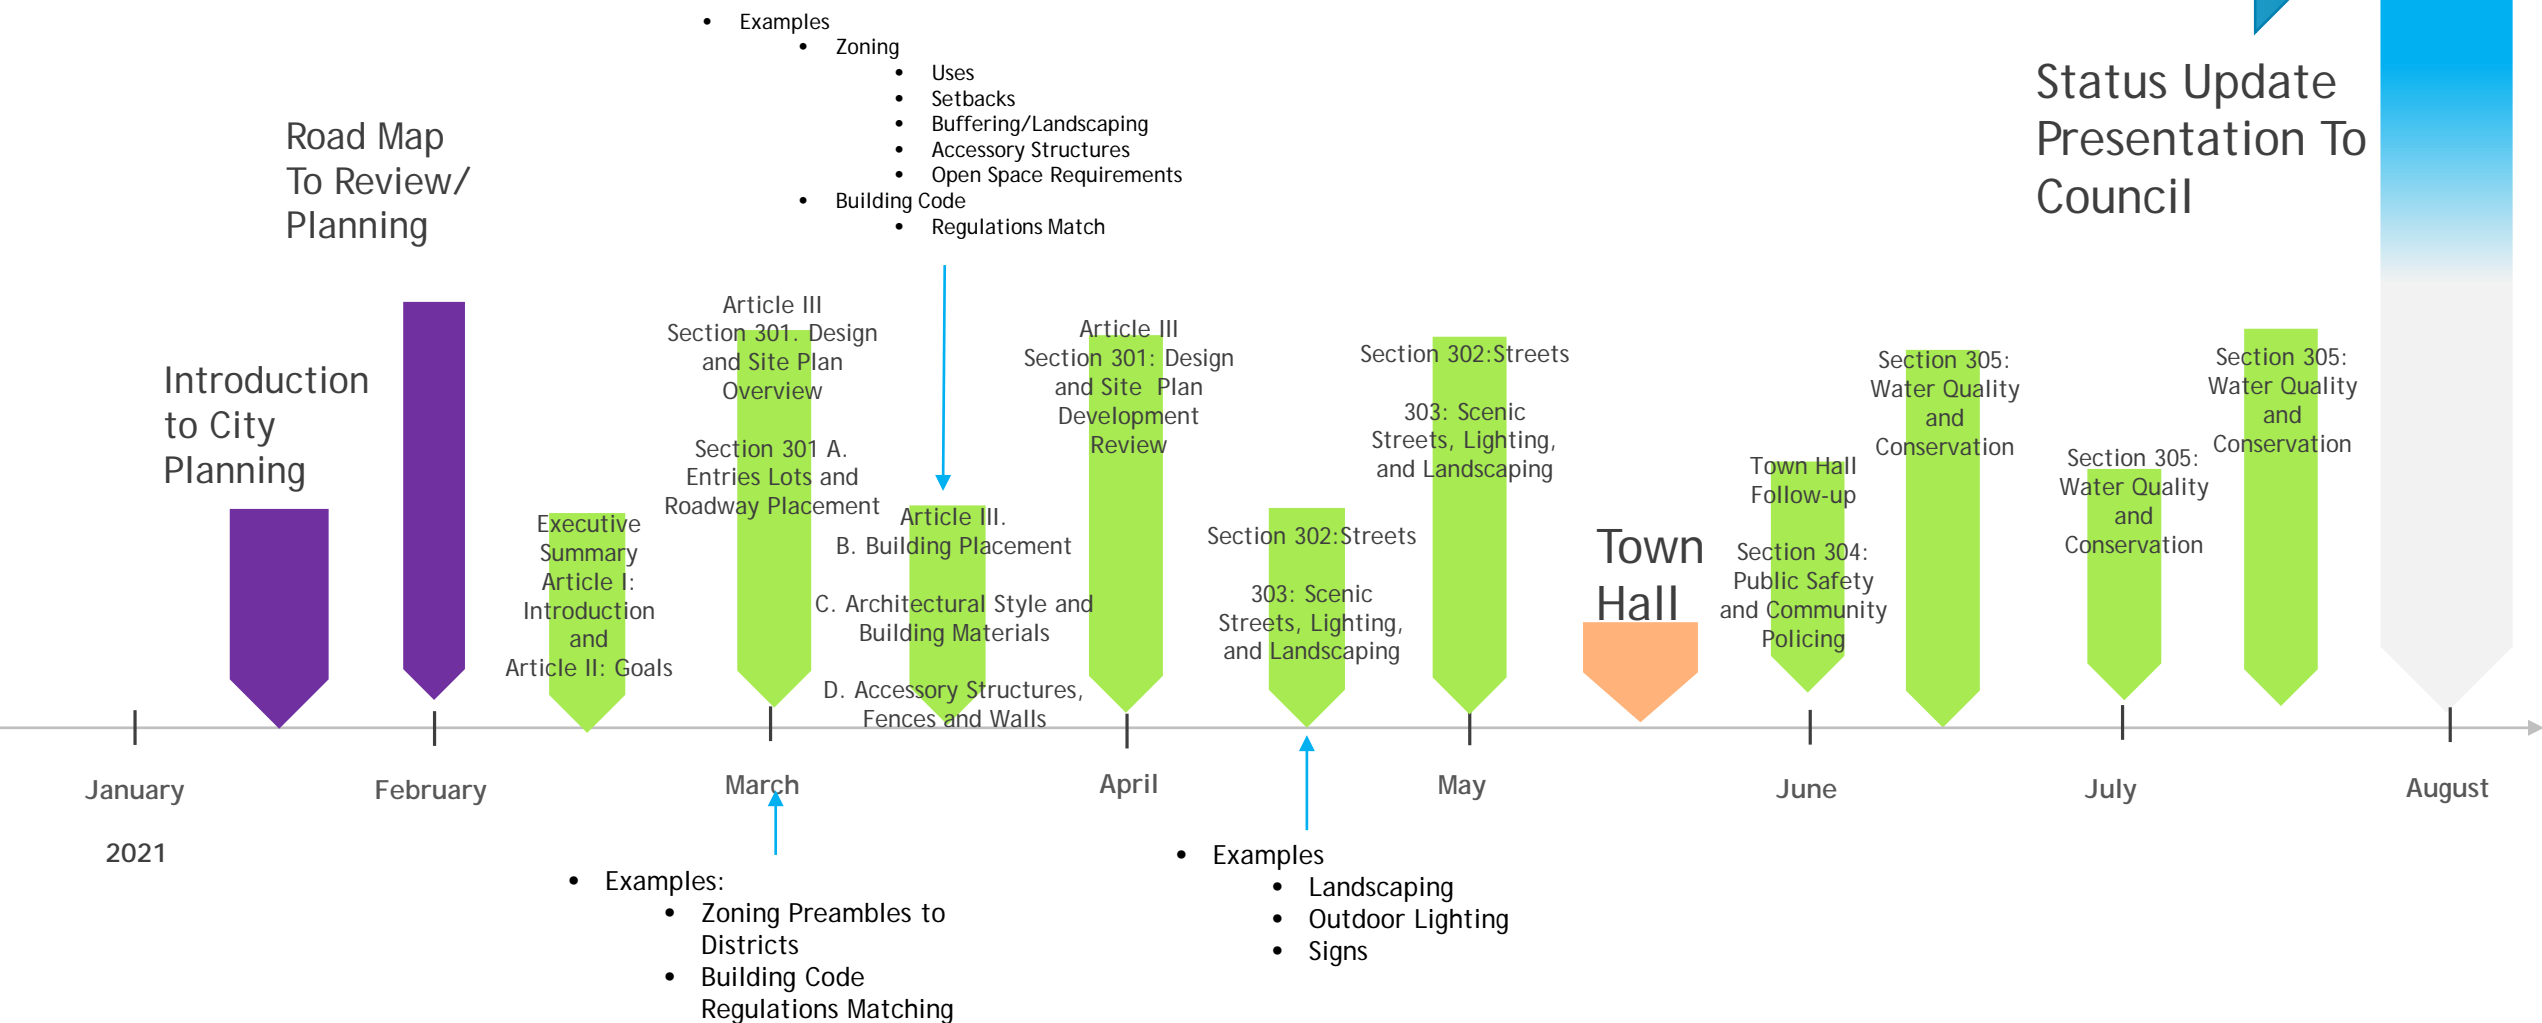 • Examples
• Zoning
• Uses
• Setbacks
• Buffering/Landscaping
• Accessory Structures
• Open Space Requirements
• Building Code
• Regulations Match
Status Update
Presentation To
Council
Road Map
To Review/
Planning
Introduction
to City
Planning
Executive
Summary
Article I:
Introduction
and
Article II: Goals
Article III
Section 301. Design
and Site Plan
Overview
Section 301 A.
Entries Lots and
Roadway Placement
Article III.
B. Building Placement
C. Architectural Style and
Building Materials
D. Accessory Structures,
Fences and Walls
Article III
Section 301: Design
and Site Plan
Development
Review
Section 302:Streets
303: Scenic
Streets, Lighting,
and Landscaping
Section 302:Streets
303: Scenic
Streets, Lighting,
and Landscaping
Town
Hall
Town Hall
Follow-up
Section 304:
Public Safety
and Community
Policing
Section 305:
Water Quality
and
Conservation
Section 305:
Water Quality
and
Conservation
Section 305:
Water Quality
and
Conservation
January
February
March
April
May
June
July
August
2021
• Examples:
• Zoning Preambles to
Districts
• Building Code
Regulations Matching
• Examples
• Landscaping
• Outdoor Lighting
• Signs